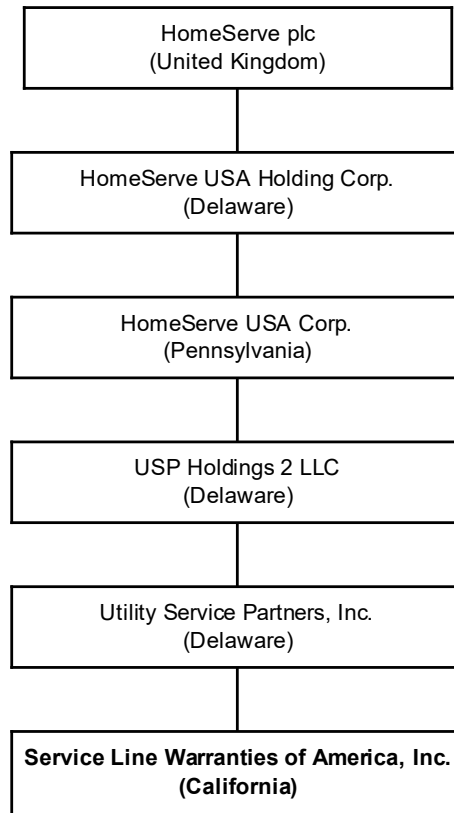 HomeServe plc
(United Kingdom)
HomeServe USA Holding Corp.
(Delaware)
HomeServe USA Corp.
(Pennsylvania)
USP Holdings 2 LLC
(Delaware)
Utility Service Partners, Inc.
(Delaware)
Service Line Warranties of America, Inc.
(California)